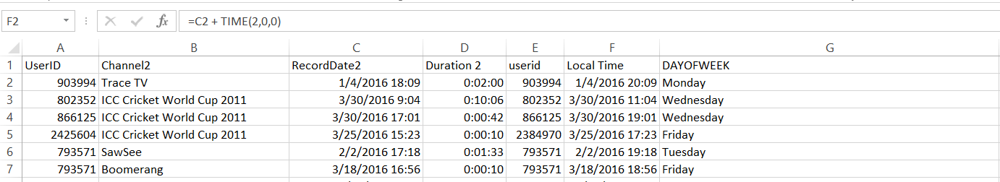 F2 =C2 + TIME(2,0,0)
A B C D E F G
1 UserID Channel2 RecordDate2 Duration 2 userid Local Time DAYOFWEEK
2 903994 Trace TV 1/4/2016 18:09 0:02:00 903994 1/4/2016 20:09 Monday
3 802352 ICC Cricket World Cup 2011 3/30/2016 9:04 0:10:06 802352 3/30/2016 11:04 Wednesday
4 866125 ICC Cricket World Cup 2011 3/30/2016 17:01 0:00:42 866125 3/30/2016 19:01 Wednesday
5 2425604 ICC Cricket World Cup 2011 3/25/2016 15:23 0:00:10 2384970 3/25/2016 17:23 Friday
6 793571 SawSee 2/2/2016 17:18 0:01:33 793571 2/2/2016 19:18 Tuesday
7 793571 Boomerang 3/18/2016 16:56 0:00:10 793571 3/18/2016 18:56 Friday